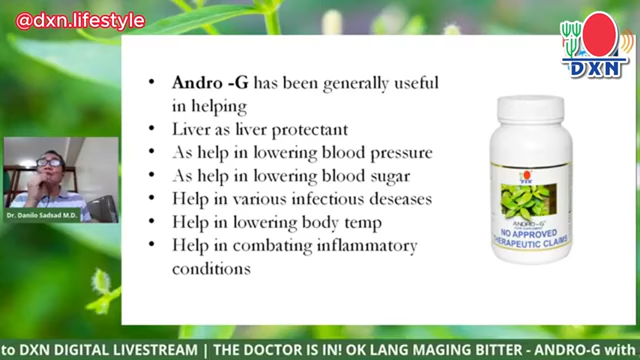 @dxn.lifestyle
DXN
• Andro -G has been generally useful
in helping
• Liver as liver protectant
• As help in lowering blood pressure
• As help in lowering blood sugar
• Help in various infectious deseases
• Help in lowering body temp
• Help in combating inflammatory
conditions
Dr. Danilo Sadsad M.D.
DXN
ANDRO-G
NO APPROVED
THERAPEUTIC CLAIMS
to DXN DIGITAL LIVESTREAM | THE DOCTOR IS IN! OK LANG MAGING BITTER - ANDRO-G with